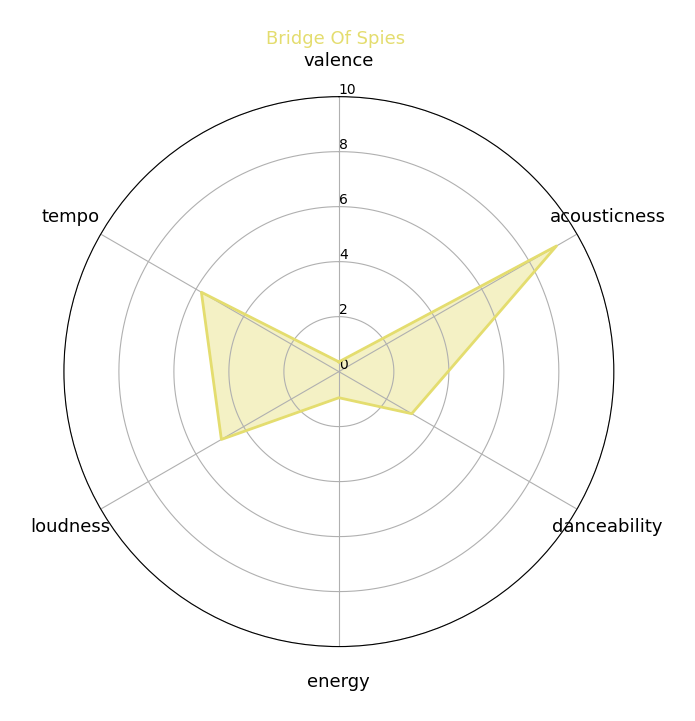 Bridge Of Spies
valence
10
8
6
4
2
0
tempo
acousticness
loudness
danceability
energy